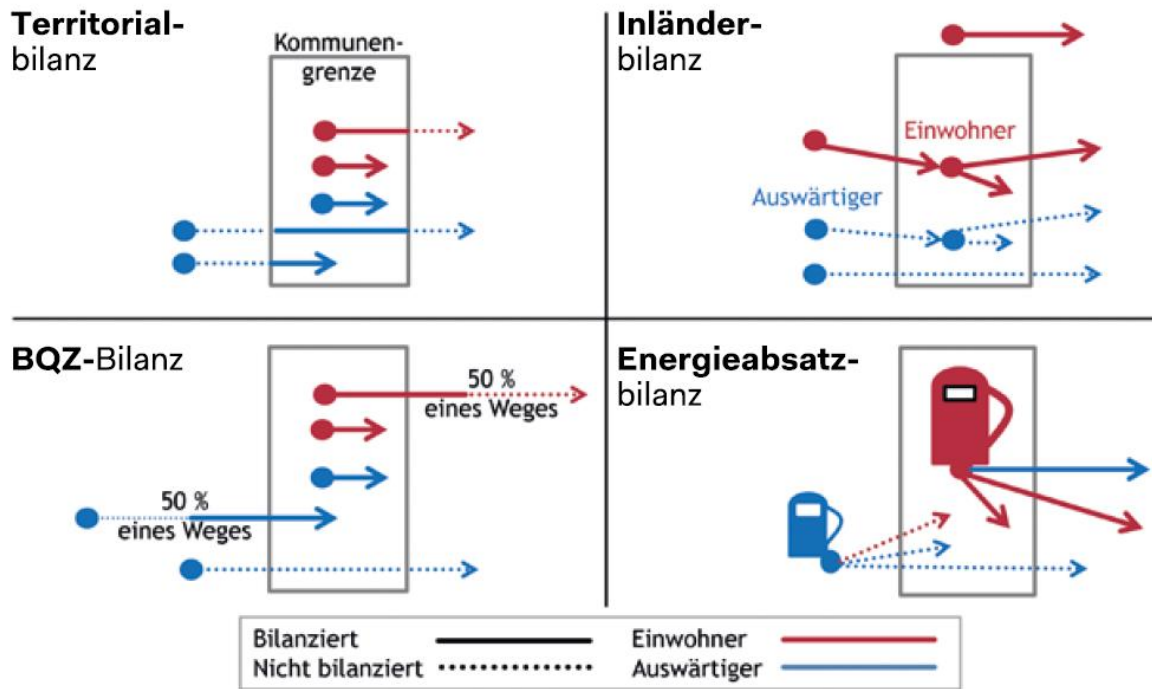 Territorial-
bilanz
Kommunen-
grenze
Inländer-
bilanz
Einwohner
Auswärtiger
BQZ-Bilanz
50 %
eines Weges
50 %
eines Weges
Energieabsatz-
bilanz
Bilanziert
Einwohner
Nicht bilanziert
Auswärtiger